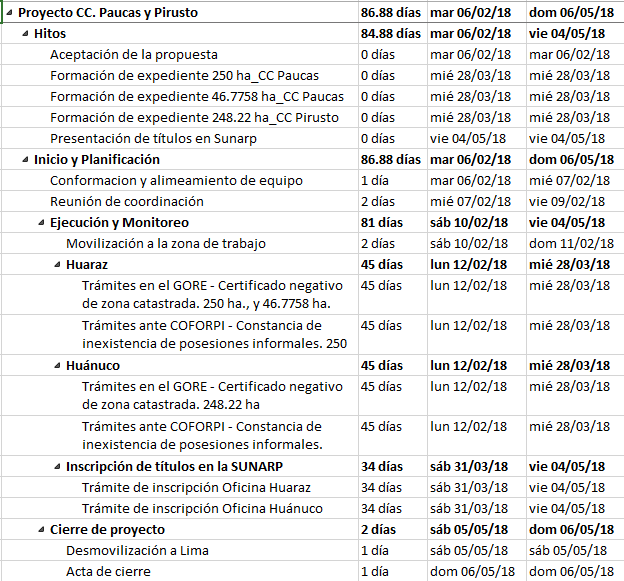 Proyecto CC. Paucas y Pirusto 86.88 días mar 06/02/18 dom 06/05/18
Hitos 84.88 días mar 06/02/18 vie 04/05/18
Aceptación de la propuesta 0 días mar 06/02/18 mar 06/02/18
Formación de expediente 250 ha_CC Paucas 0 días mié 28/03/18 mié 28/03/18
Formación de expediente 46.7758 ha_CC Paucas 0 días mié 28/03/18 mié 28/03/18
Formación de expediente 248.22 ha_CC Pirusto 0 días mié 28/03/18 mié 28/03/18
Presentación de títulos en Sunarp 0 días vie 04/05/18 vie 04/05/18
Inicio y Planificación 86.88 días mar 06/02/18 dom 06/05/18
Conformacion y alimeamiento de equipo 1 día mar 06/02/18 mié 07/02/18
Reunión de coordinación 2 días mié 07/02/18 vie 09/02/18
Ejecución y Monitoreo 81 días sáb 10/02/18 vie 04/05/18
Movilización a la zona de trabajo 2 días sáb 10/02/18 dom 11/02/18
Huaraz 45 días lun 12/02/18 mié 28/03/18
Trámites en el GORE - Certificado negativo 45 días lun 12/02/18 mié 28/03/18
de zona catastrada. 250 ha., y 46.7758 ha.
Trámites ante COFORPI - Constancia de 45 días lun 12/02/18 mié 28/03/18
inexistencia de posesiones informales. 250
Huánuco 45 días lun 12/02/18 mié 28/03/18
Trámites en el GORE - Certificado negativo 45 días lun 12/02/18 mié 28/03/18
de zona catastrada. 248.22 ha
Trámites ante COFORPI - Constancia de 45 días lun 12/02/18 mié 28/03/18
inexistencia de posesiones informales.
Inscripción de títulos en la SUNARP 34 días sáb 31/03/18 vie 04/05/18
Trámite de inscripción Oficina Huaraz 34 días sáb 31/03/18 vie 04/05/18
Trámite de inscripción Oficina Huánuco 34 días sáb 31/03/18 vie 04/05/18
Cierre de proyecto 2 días sáb 05/05/18 dom 06/05/18
Desmovilización a Lima 1 día sáb 05/05/18 sáb 05/05/18
Acta de cierre 1 día dom 06/05/18 dom 06/05/18